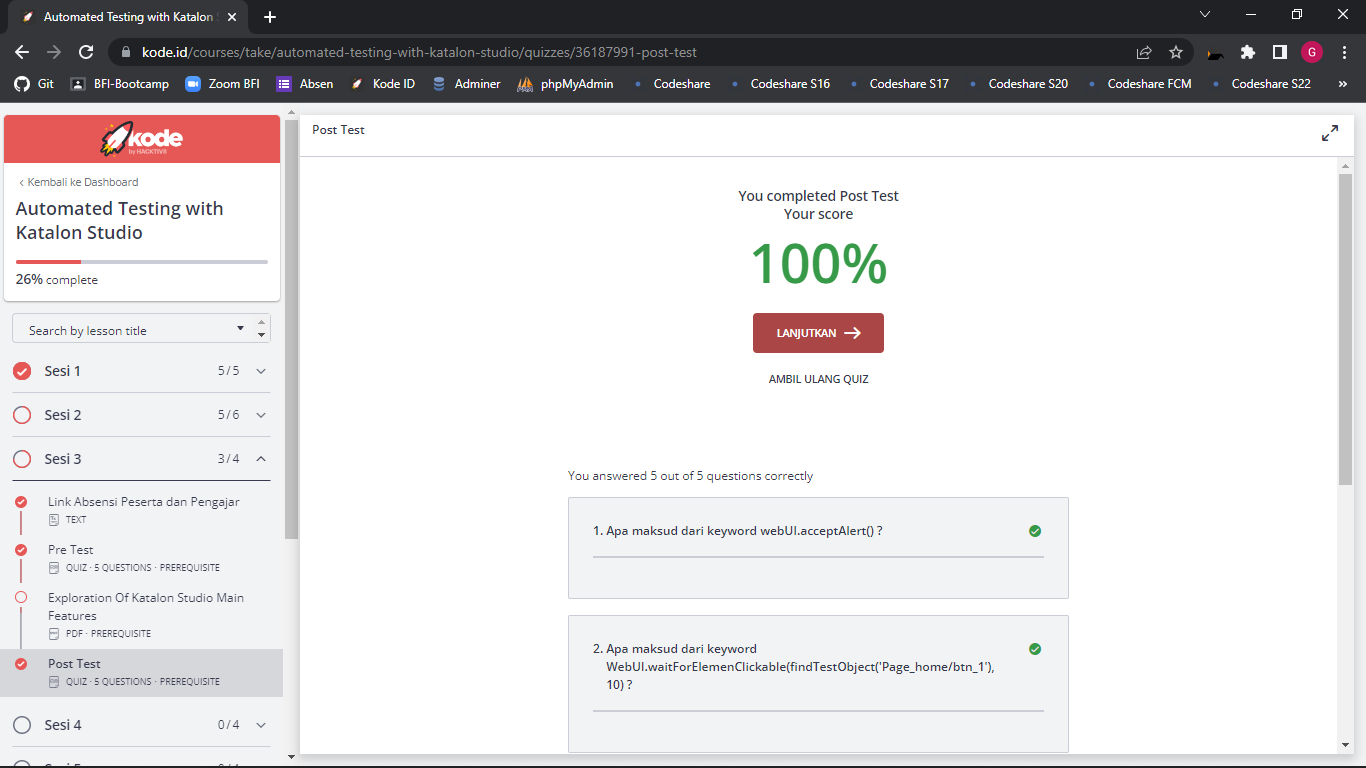 Automated Testing with Katalon S
kode.id/courses/take/automated-testing-with-katalon-studio/quizzes/36187991-post-test
G
Git
BFI-Bootcamp
Zoom BFI
Absen
Kode ID
Adminer
phpMyAdmin
Codeshare
Codeshare S16
Codeshare S17
Codeshare S20
Codeshare FCM
Codeshare S22
»
kode
by HACKTIV8
Kembali ke Dashboard
Automated Testing with
Katalon Studio
26% complete
Search by lesson title
Sesi 1 5 / 5
Sesi 2 5 / 6
Sesi 3 3 / 4
Link Absensi Peserta dan Pengajar
TEXT
Pre Test
QUIZ · 5 QUESTIONS · PREREQUISITE
Exploration Of Katalon Studio Main
Features
PDF · PREREQUISITE
Post Test
QUIZ · 5 QUESTIONS · PREREQUISITE
Sesi 4 0 / 4
Post Test
You completed Post Test
Your score
100%
LANJUTKAN →
AMBIL ULANG QUIZ
You answered 5 out of 5 questions correctly
1. Apa maksud dari keyword webUI.acceptAlert() ?
2. Apa maksud dari keyword
WebUI.waitForElemenClickable(findTestObject('Page_home/btn_1'),
10) ?